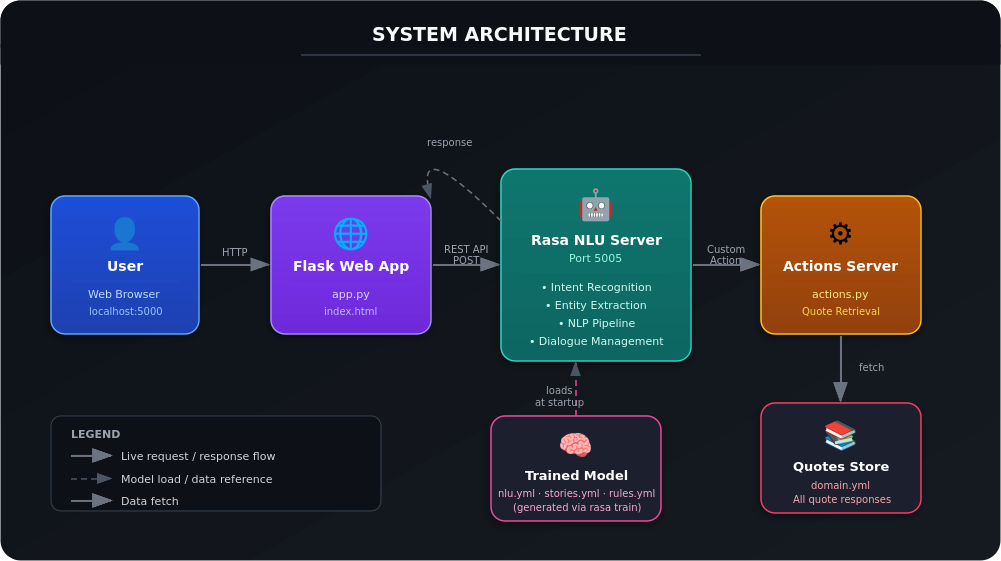 SYSTEM ARCHITECTURE
response
User
Web Browser
localhost:5000
HTTP
Flask Web App
app.py
index.html
REST API
POST
Rasa NLU Server
Port 5005
• Intent Recognition
• Entity Extraction
• NLP Pipeline
• Dialogue Management
Custom
Action
Actions Server
actions.py
Quote Retrieval
fetch
loads
at startup
Trained Model
nlu.yml · stories.yml · rules.yml
(generated via rasa train)
Quotes Store
domain.yml
All quote responses
LEGEND
Live request / response flow
Model load / data reference
Data fetch